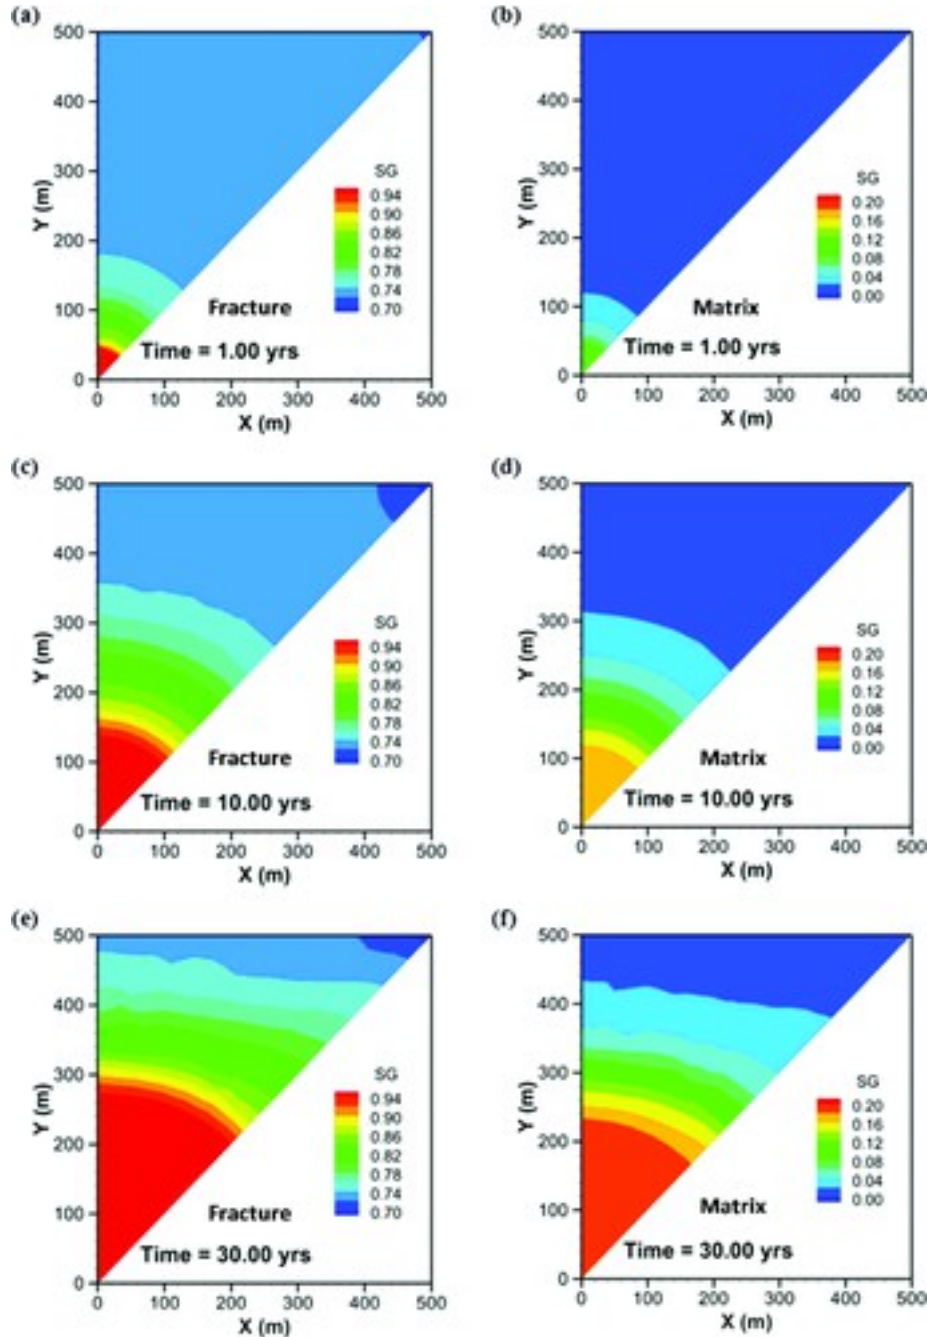 (a)
500
400
300
200
100
0
Y (m)
SG
0.94
0.90
0.86
0.82
0.78
0.74
0.70
Fracture
Time = 1.00 yrs
0 100 200 300 400 500
X (m)
(b)
500
400
300
200
100
0
Y (m)
SG
0.20
0.16
0.12
0.08
0.04
0.00
Matrix
Time = 1.00 yrs
0 100 200 300 400 500
X (m)
(c)
500
400
300
200
100
0
Y (m)
SG
0.94
0.90
0.86
0.82
0.78
0.74
0.70
Fracture
Time = 10.00 yrs
0 100 200 300 400 500
X (m)
(d)
500
400
300
200
100
0
Y (m)
SG
0.20
0.16
0.12
0.08
0.04
0.00
Matrix
Time = 10.00 yrs
0 100 200 300 400 500
X (m)
(e)
500
400
300
200
100
0
Y (m)
SG
0.94
0.90
0.86
0.82
0.78
0.74
0.70
Fracture
Time = 30.00 yrs
0 100 200 300 400 500
X (m)
(f)
500
400
300
200
100
0
Y (m)
SG
0.20
0.16
0.12
0.08
0.04
0.00
Matrix
Time = 30.00 yrs
0 100 200 300 400 500
X (m)